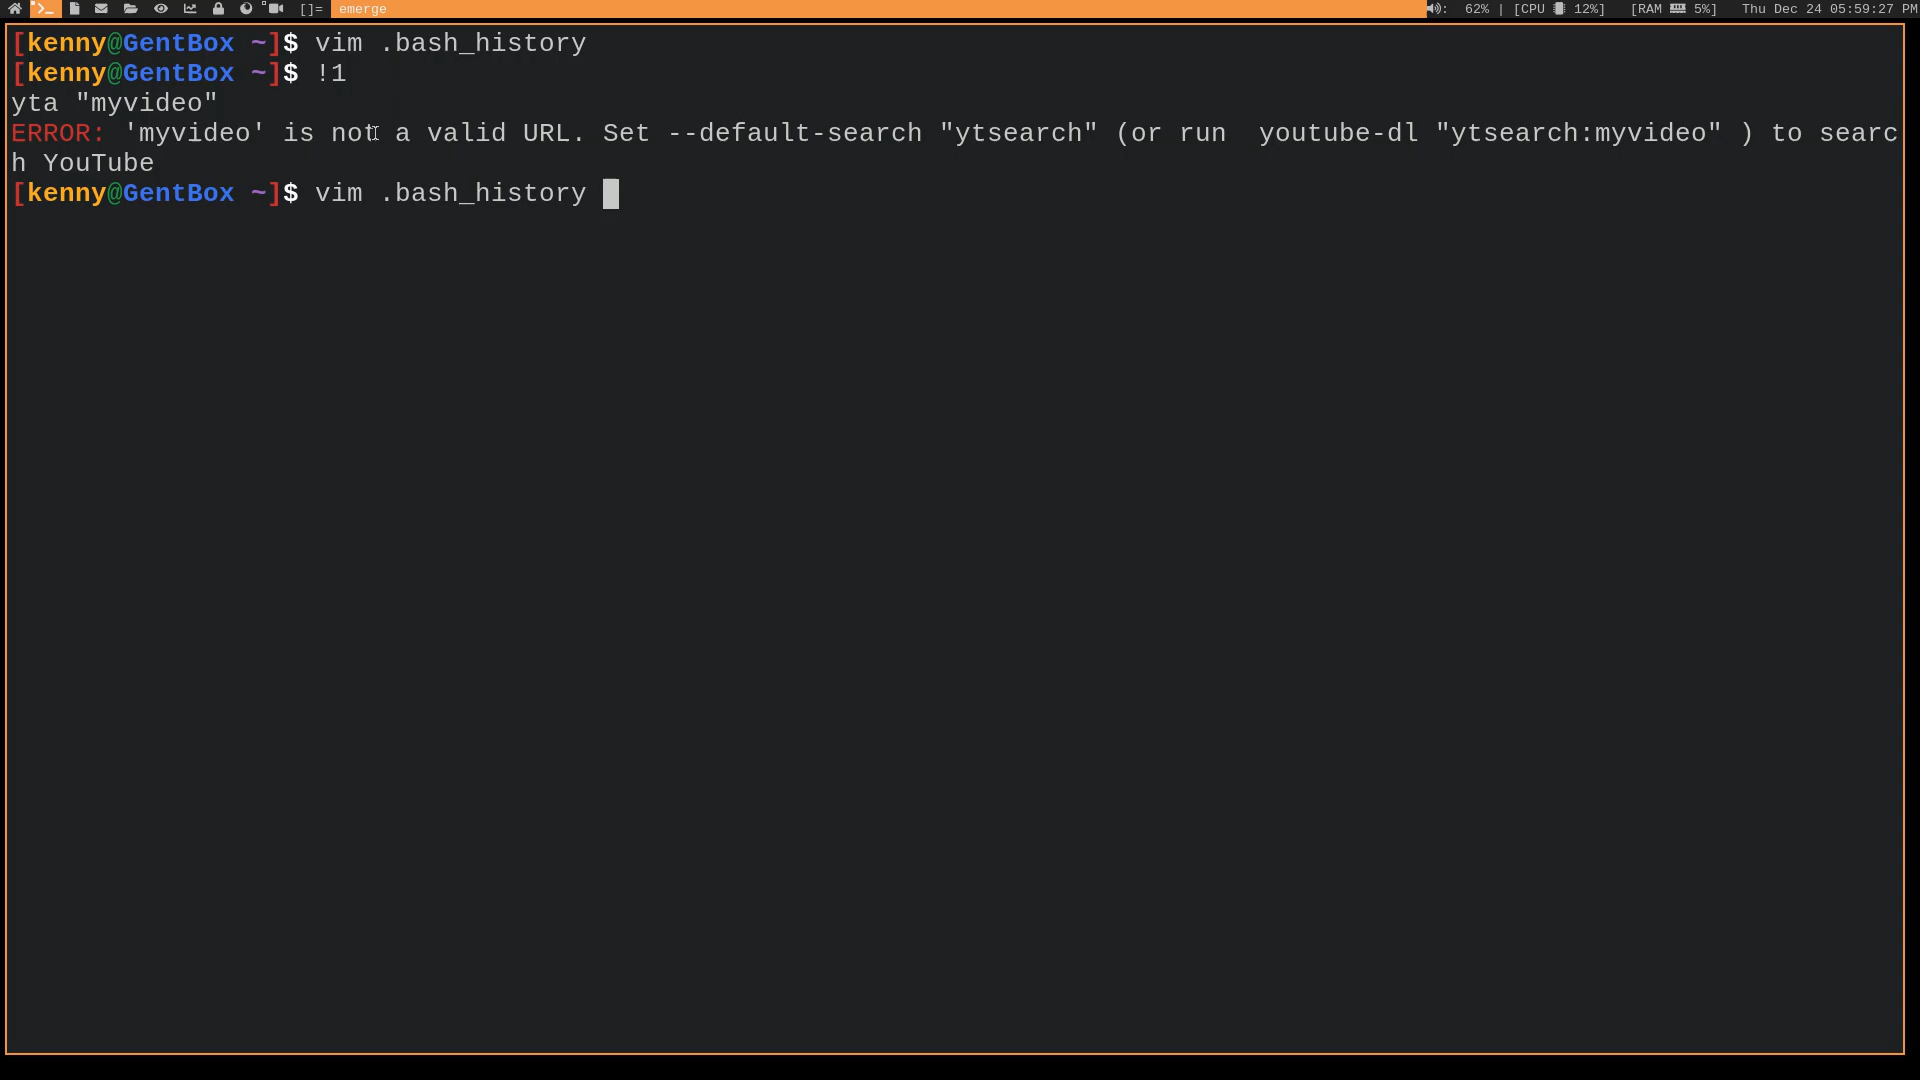 []= emerge 62% | [CPU 12%] [RAM 5%] Thu Dec 24 05:59:27 PM
[kenny@GentBox ~]$ vim .bash_history
[kenny@GentBox ~]$ !1
yta "myvideo"
ERROR: 'myvideo' is not a valid URL. Set --default-search "ytsearch" (or run  youtube-dl "ytsearch:myvideo" ) to searc
h YouTube
[kenny@GentBox ~]$ vim .bash_history